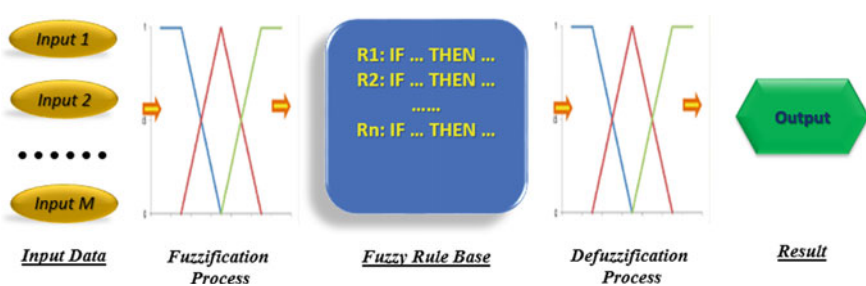 Input 1
Input 2
Input M
R1: IF ... THEN ...
R2: IF ... THEN ...
......
Rn: IF ... THEN ...
Output
Input Data
Fuzzification
Process
Fuzzy Rule Base
Defuzzification
Process
Result